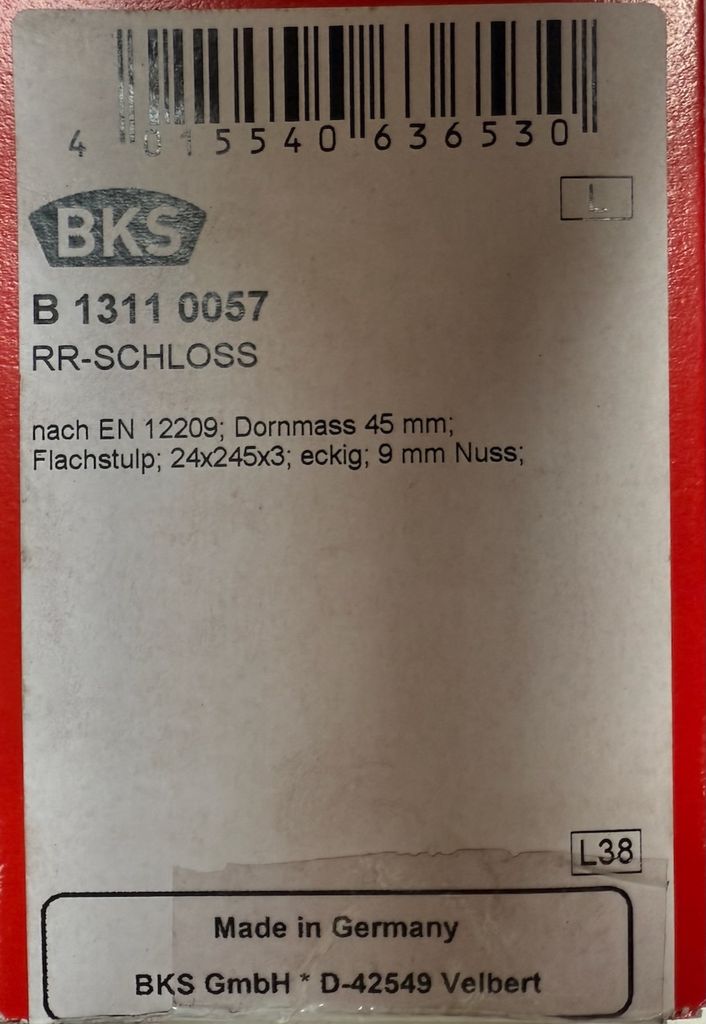 4 015540 636530
L
BKS
B 1311 0057
RR-SCHLOSS
nach EN 12209; Dornmass 45 mm;
Flachstulp; 24x245x3; eckig; 9 mm Nuss;
L38
Made in Germany
BKS GmbH * D-42549 Velbert